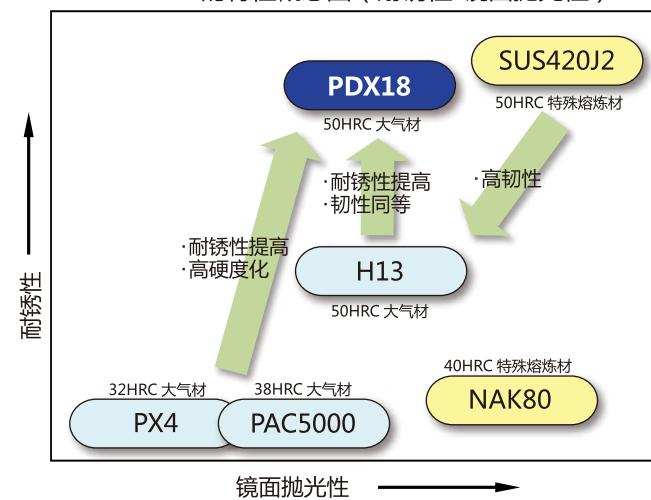 SUS420J2
PDX18
50HRC 特殊熔炼材
50HRC 大气材
·耐锈性提高
·韧性同等
·高韧性
·耐锈性提高
·高硬度化
H13
50HRC 大气材
耐锈性
40HRC 特殊熔炼材
32HRC 大气材
38HRC 大气材
NAK80
PX4
PAC5000
镜面抛光性